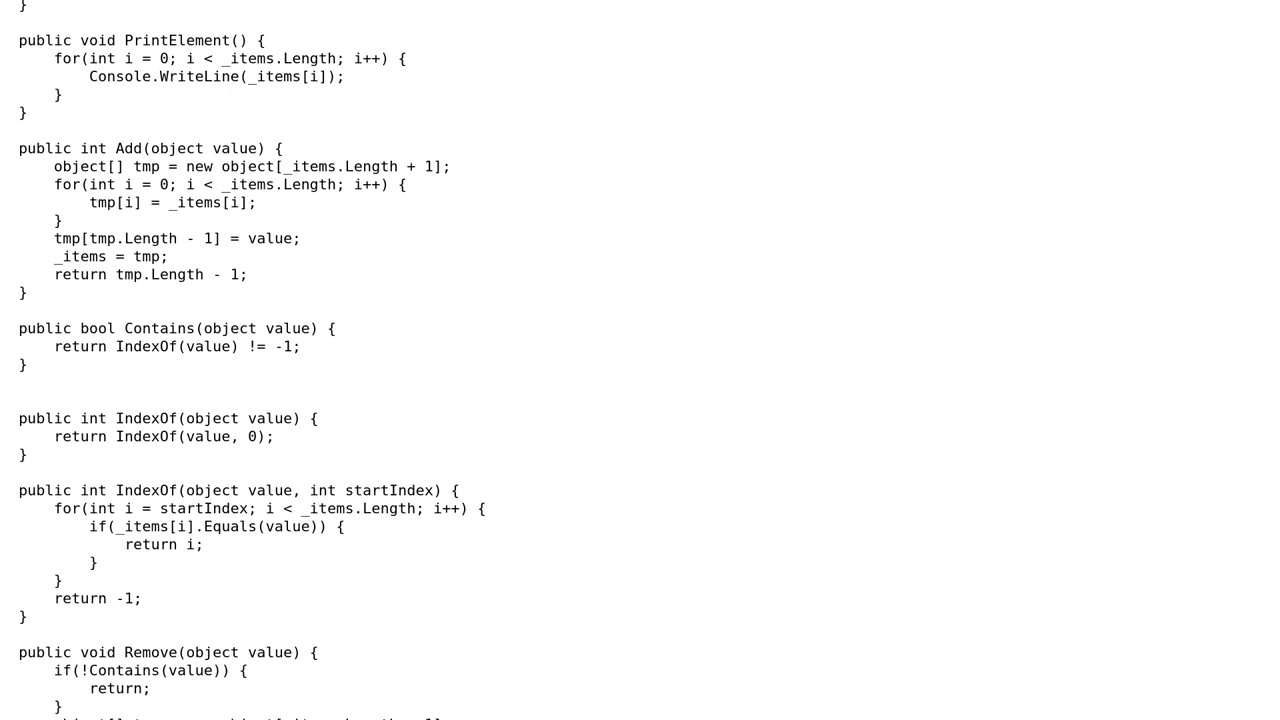 }
public void PrintElement() {
    for(int i = 0; i < _items.Length; i++) {
        Console.WriteLine(_items[i]);
    }
}
public int Add(object value) {
    object[] tmp = new object[_items.Length + 1];
    for(int i = 0; i < _items.Length; i++) {
        tmp[i] = _items[i];
    }
    tmp[tmp.Length - 1] = value;
    _items = tmp;
    return tmp.Length - 1;
}
public bool Contains(object value) {
    return IndexOf(value) != -1;
}
public int IndexOf(object value) {
    return IndexOf(value, 0);
}
public int IndexOf(object value, int startIndex) {
    for(int i = startIndex; i < _items.Length; i++) {
        if(_items[i].Equals(value)) {
            return i;
        }
    }
    return -1;
}
public void Remove(object value) {
    if(!Contains(value)) {
        return;
    }